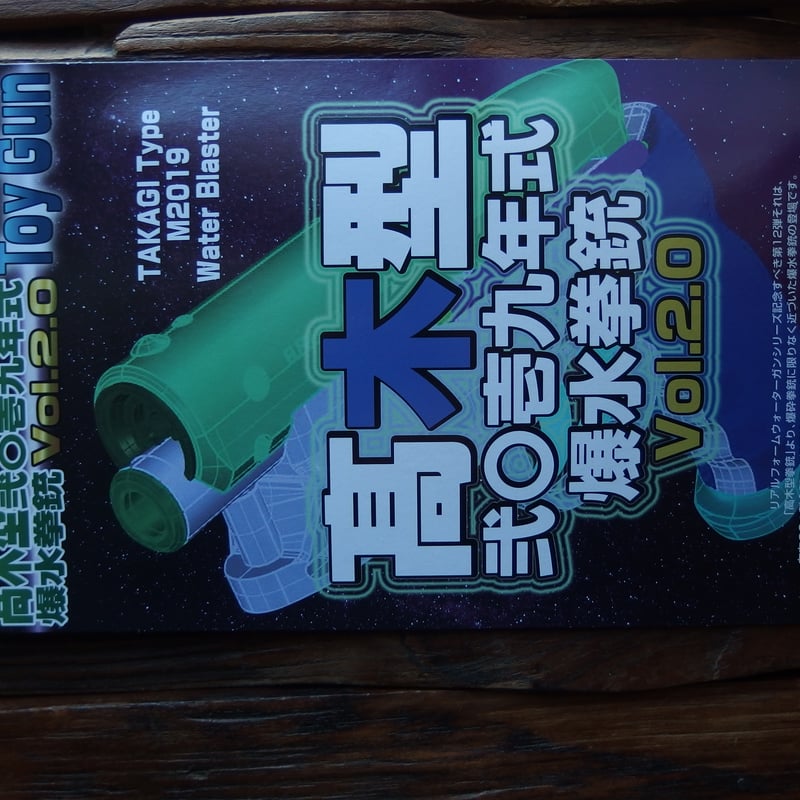 高木型弐〇壱九年式 Toy Gun
爆水拳銃 Vol.2.0
TAKAGI Type
M2019
Water Blaster
高木型
弐〇壱九年式
爆水拳銃
Vol.2.0
リアルフォームウォーターガンシリーズ記念すべき第12弾それは、
「高木型拳銃」より、爆砕拳銃に限りなく近づいた爆水拳銃の登場です。